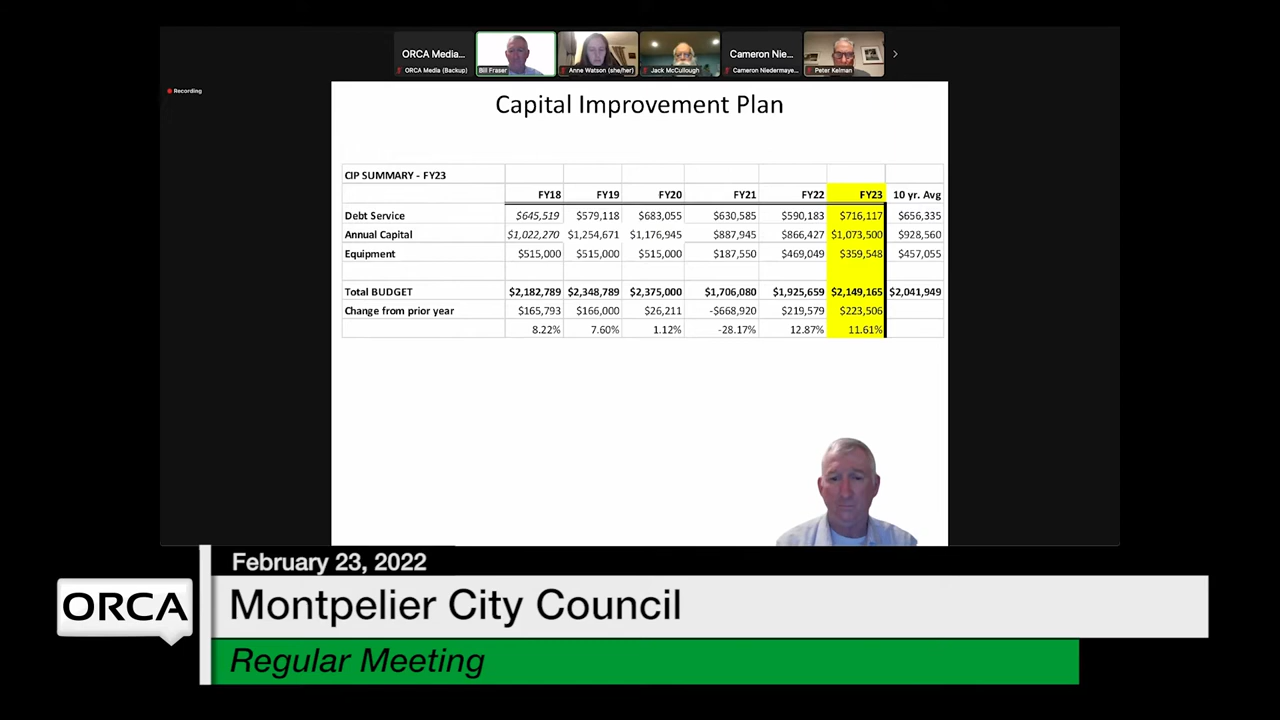 ORCA Media...
Cameron Nie...
ORCA Media (Backup)
Bill Fraser
Anne Watson (she/her)
Jack McCullough
Cameron Niedermaye...
Peter Kelman
Recording
Capital Improvement Plan
CIP SUMMARY - FY23
FY18 FY19 FY20 FY21 FY22 FY23 10 yr. Avg
Debt Service $645,519 $579,118 $683,055 $630,585 $590,183 $716,117 $656,335
Annual Capital $1,022,270 $1,254,671 $1,176,945 $887,945 $866,427 $1,073,500 $928,560
Equipment $515,000 $515,000 $515,000 $187,550 $469,049 $359,548 $457,055
Total BUDGET $2,182,789 $2,348,789 $2,375,000 $1,706,080 $1,925,659 $2,149,165 $2,041,949
Change from prior year $165,793 $166,000 $26,211 -$668,920 $219,579 $223,506
8.22% 7.60% 1.12% -28.17% 12.87% 11.61%
February 23, 2022
ORCA
Montpelier City Council
Regular Meeting